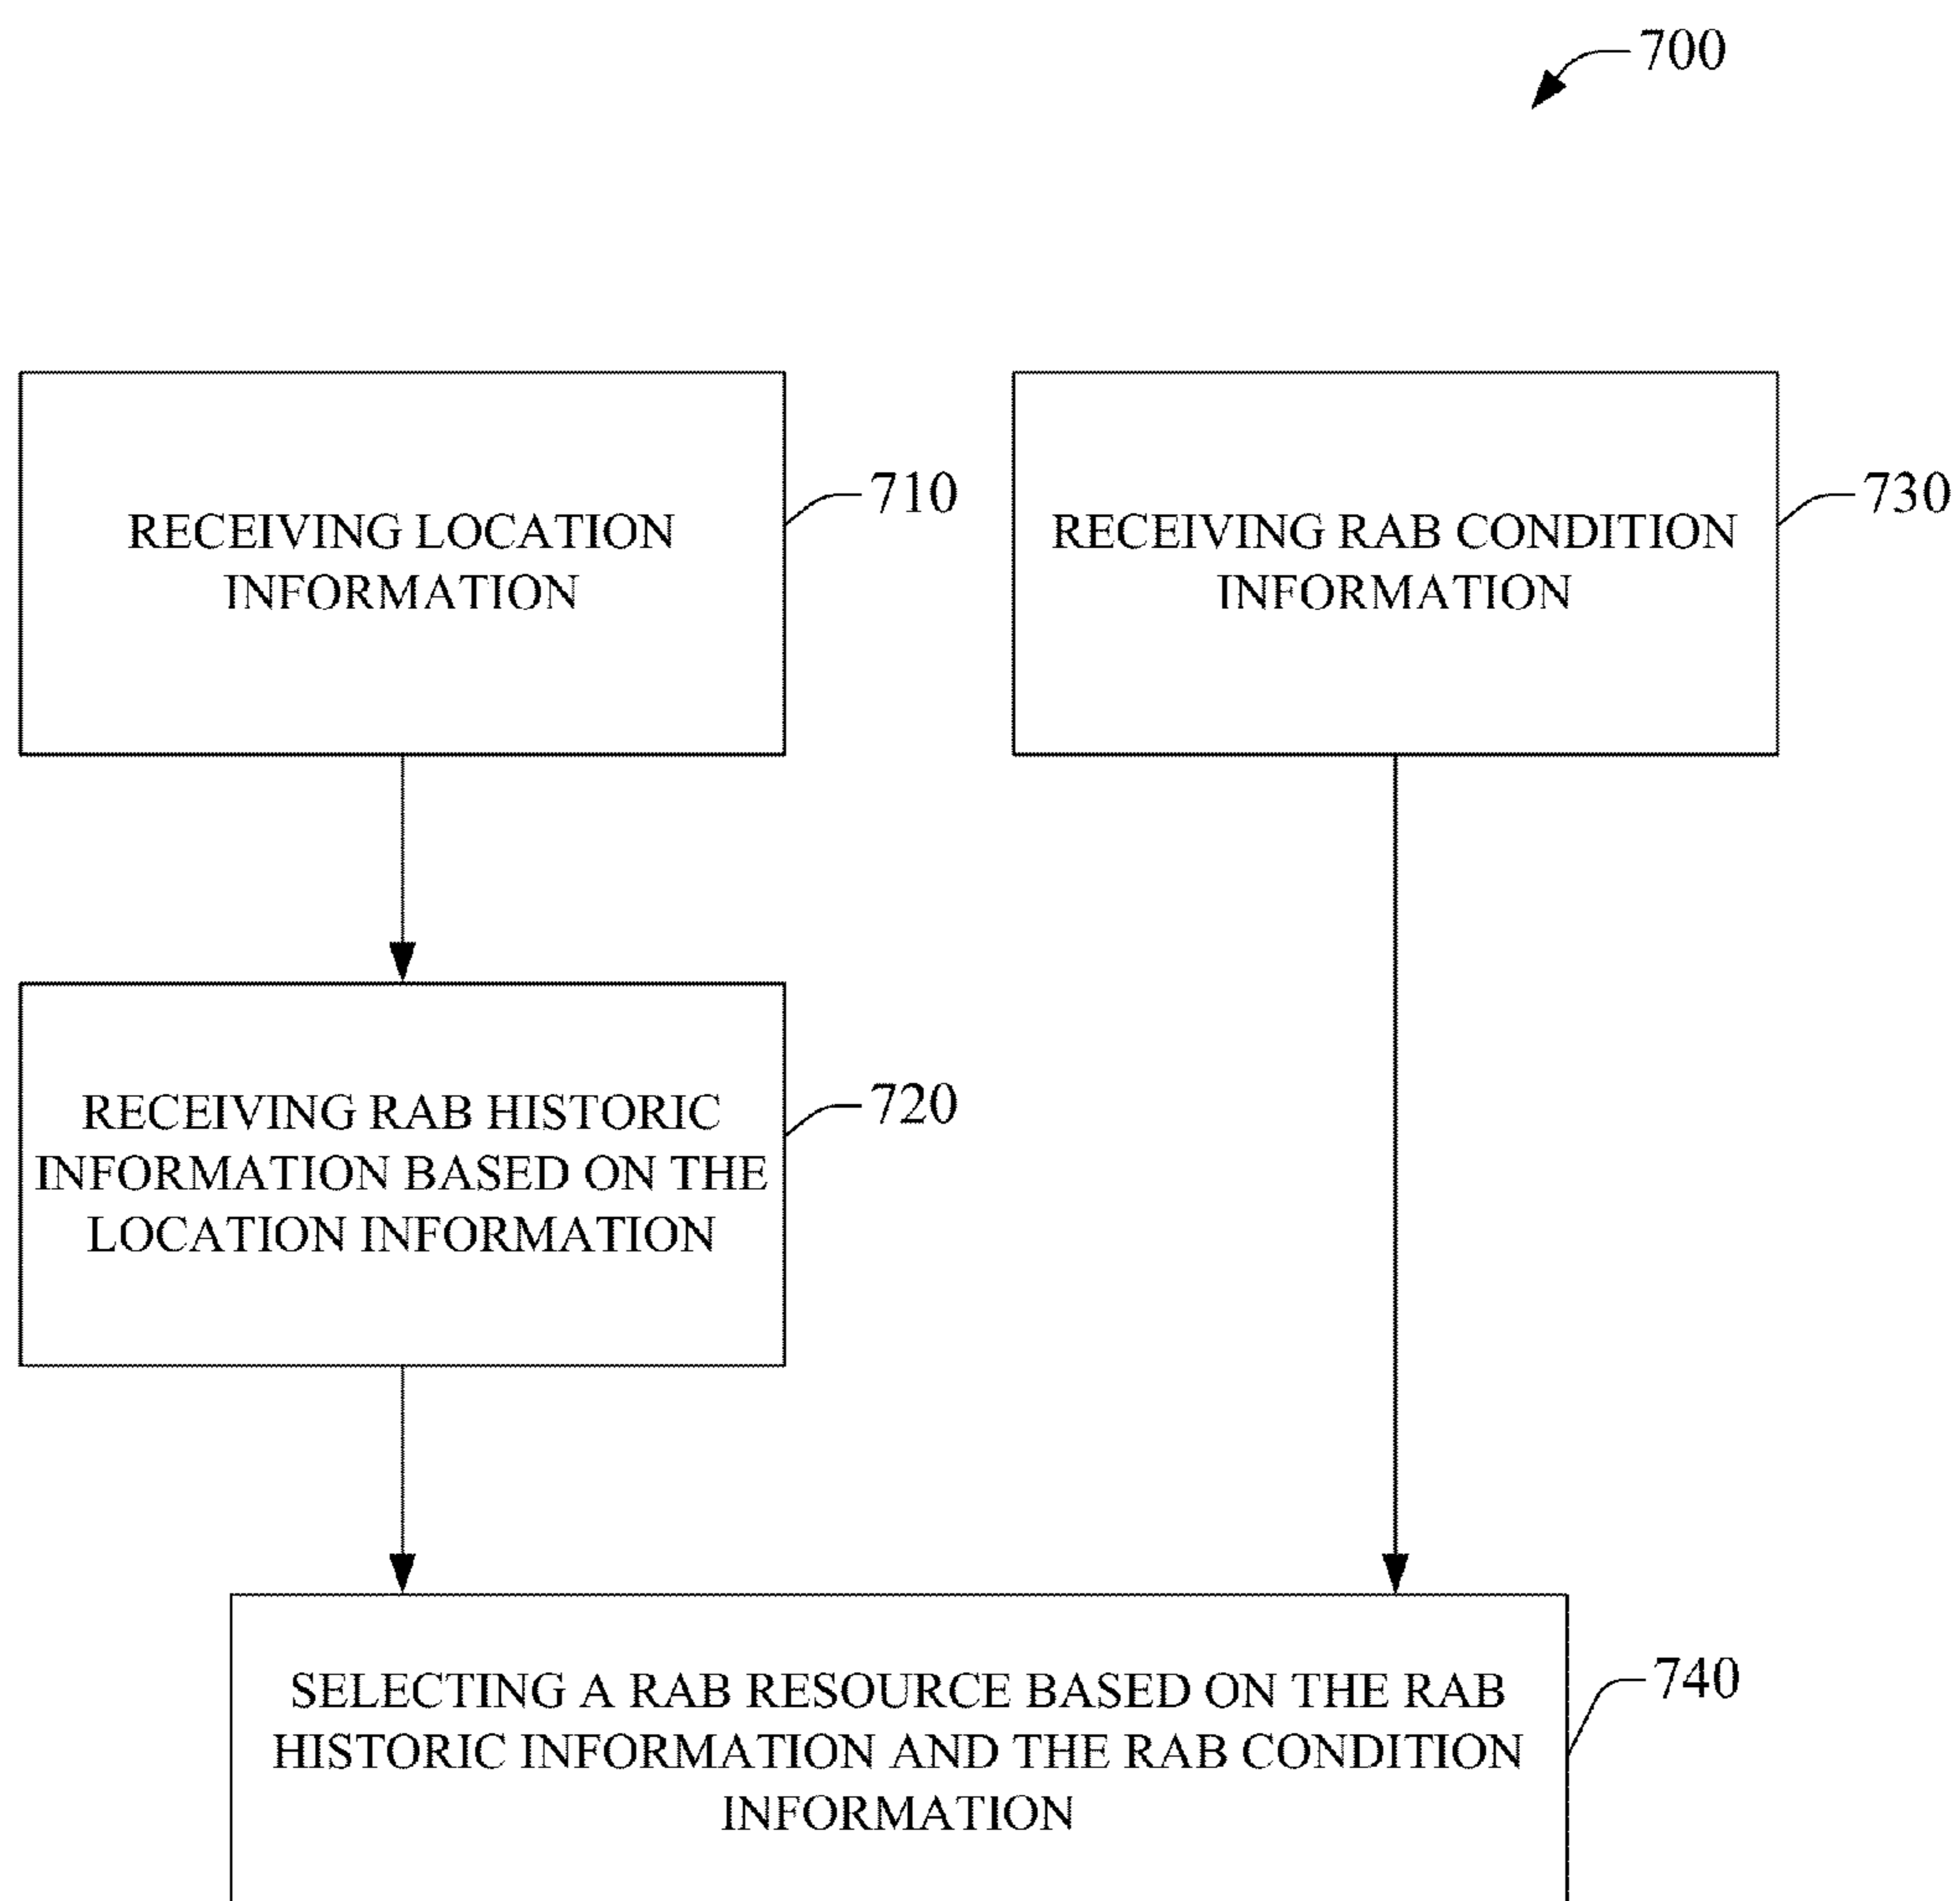 700
RECEIVING LOCATION
INFORMATION
710
RECEIVING RAB CONDITION
INFORMATION
730
RECEIVING RAB HISTORIC
INFORMATION BASED ON THE
LOCATION INFORMATION
720
SELECTING A RAB RESOURCE BASED ON THE RAB
HISTORIC INFORMATION AND THE RAB CONDITION
INFORMATION
740